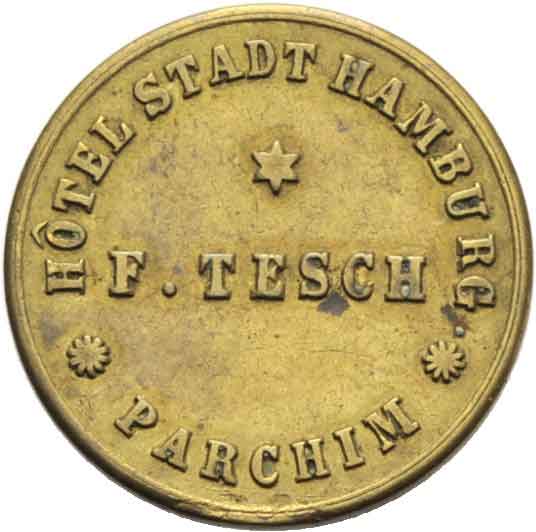 HÔTEL STADT HAMBURG.
F. TESCH
PARCHIM